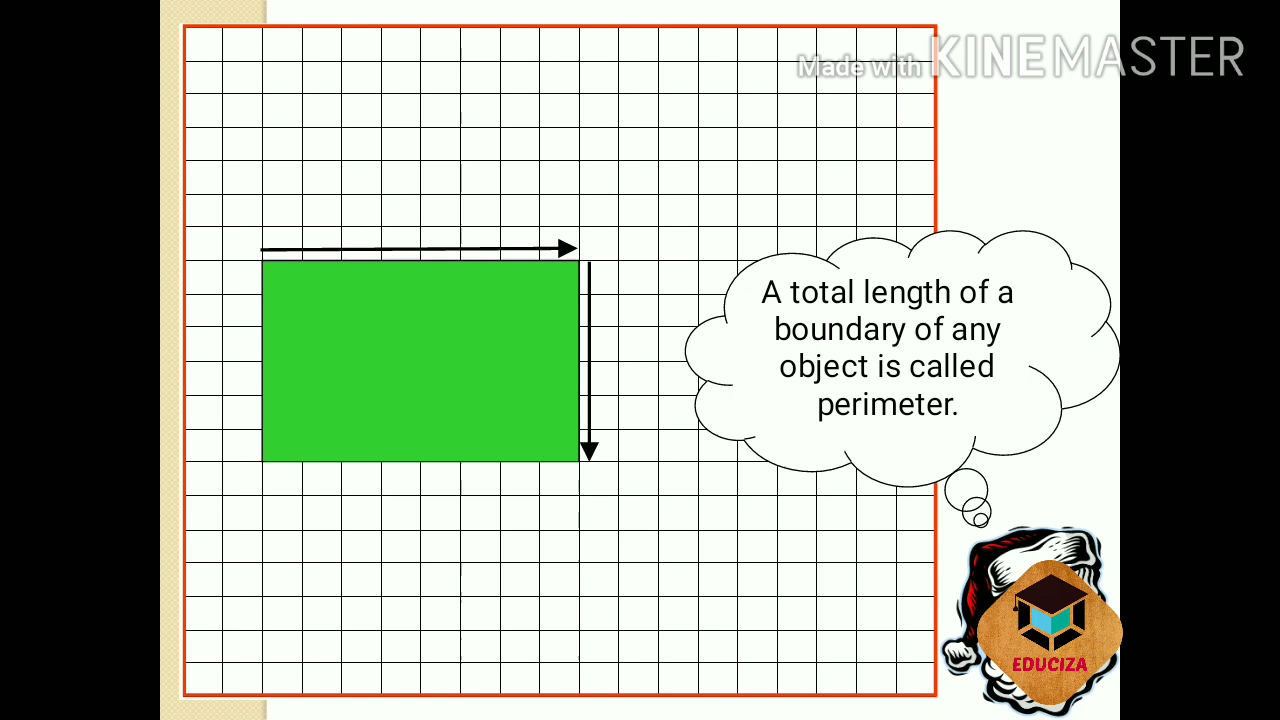 Made with KINEMASTER
A total length of a
boundary of any
object is called
perimeter.
EDUCIZA